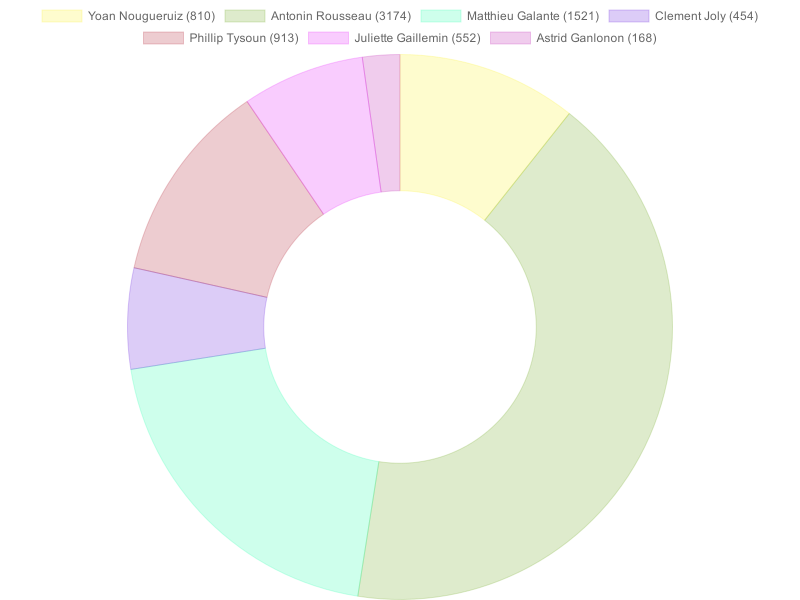 Yoan Nougueruiz (810) Antonin Rousseau (3174) Matthieu Galante (1521) Clement Joly (454)
Phillip Tysoun (913) Juliette Gaillemin (552) Astrid Ganlonon (168)